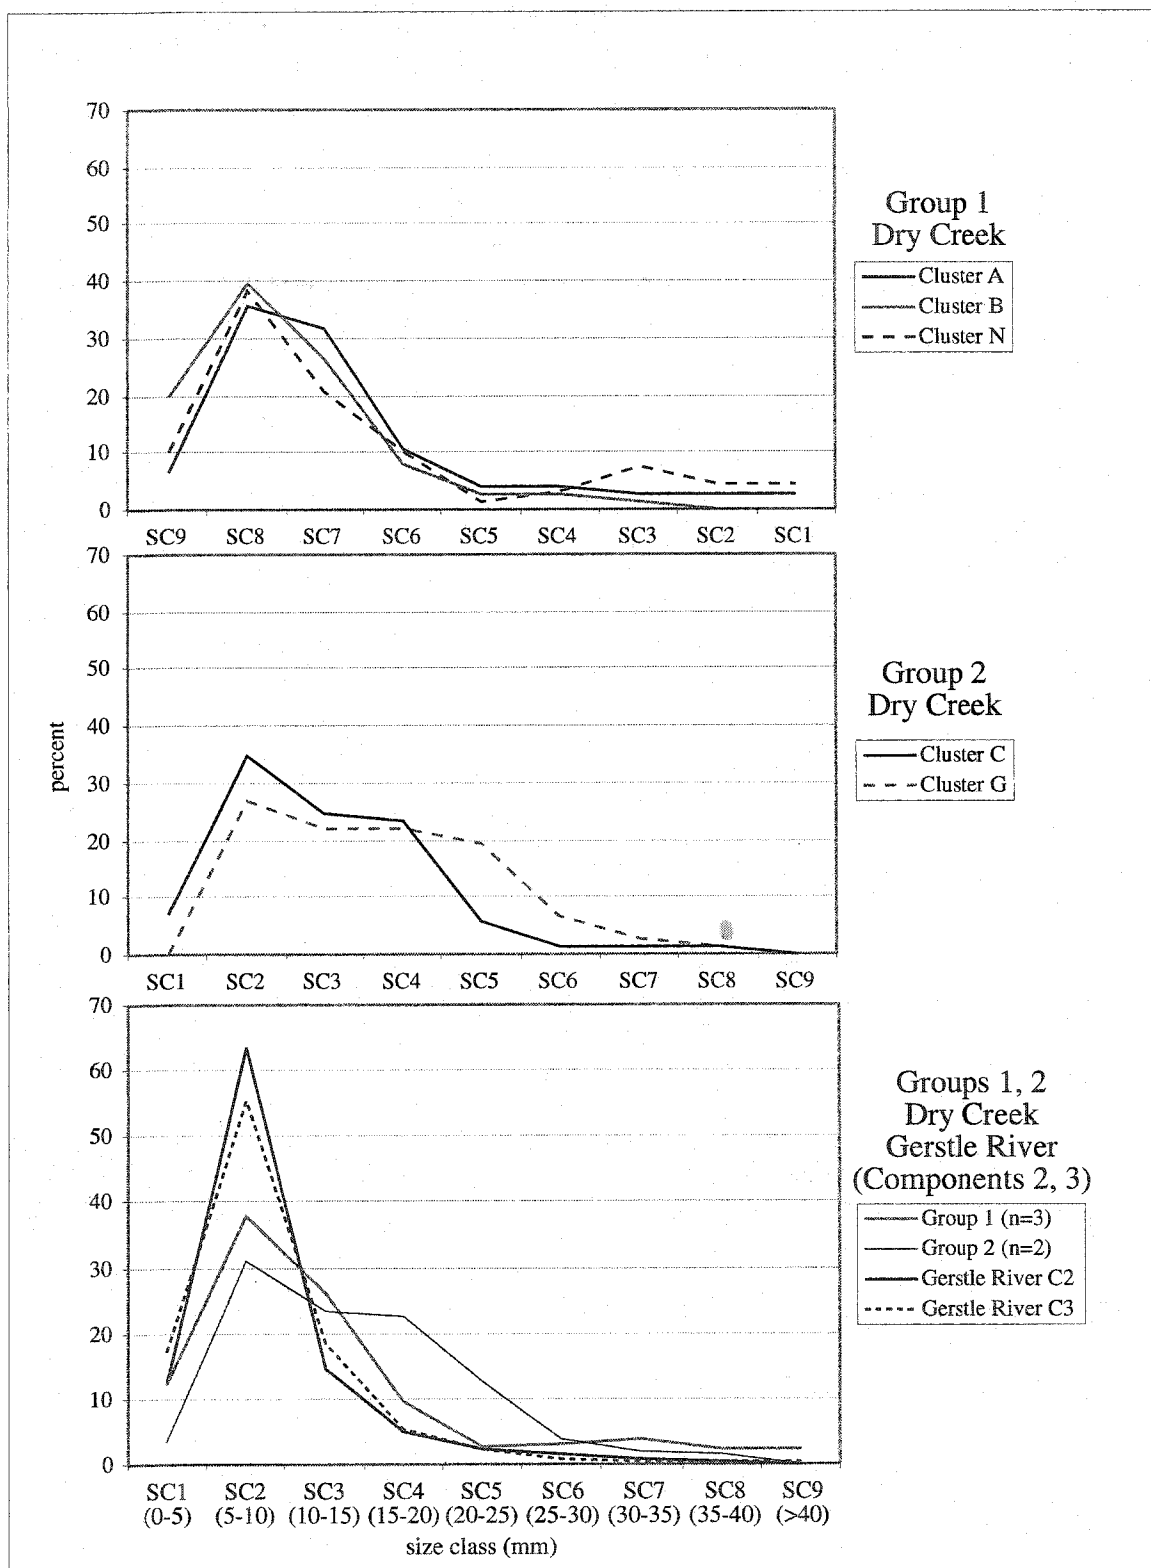 70
60
50
40
30
20
10
0
SC9 SC8 SC7 SC6 SC5 SC4 SC3 SC2 SC1
Group 1
Dry Creek
Cluster A
Cluster B
Cluster N
70
60
50
40
30
20
10
0
SC1 SC2 SC3 SC4 SC5 SC6 SC7 SC8 SC9
percent
Group 2
Dry Creek
Cluster C
Cluster G
70
60
50
40
30
20
10
0
SC1 SC2 SC3 SC4 SC5 SC6 SC7 SC8 SC9
(0-5) (5-10) (10-15) (15-20) (20-25) (25-30) (30-35) (35-40) (>40)
size class (mm)
Groups 1, 2
Dry Creek
Gerstle River
(Components 2, 3)
Group 1 (n=3)
Group 2 (n=2)
Gerstle River C2
Gerstle River C3